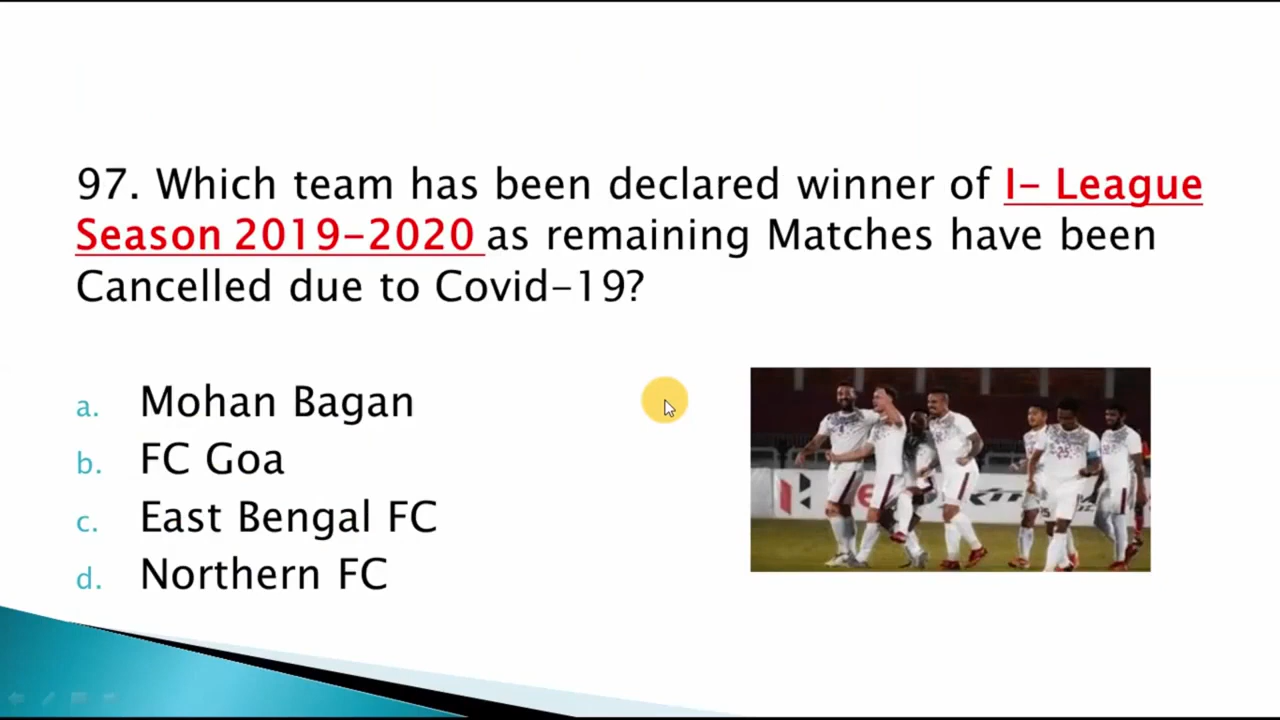 97. Which team has been declared winner of I- League
Season 2019-2020 as remaining Matches have been
Cancelled due to Covid-19?
a. Mohan Bagan
b. FC Goa
c. East Bengal FC
d. Northern FC